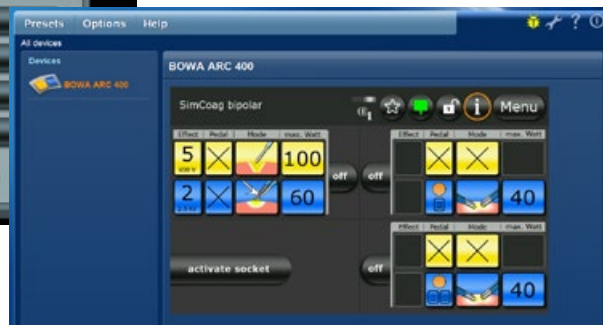 Presets Options Help
?
All devices
Devices
BOWA ARC 400
BOWA ARC 400
SimCoag bipolar
i Menu
Effect Pedal Mode max. Watt
5 100
off
2 60
Effect Pedal Mode max. Watt
off
40
activate socket
Effect Pedal Mode max. Watt
off
40